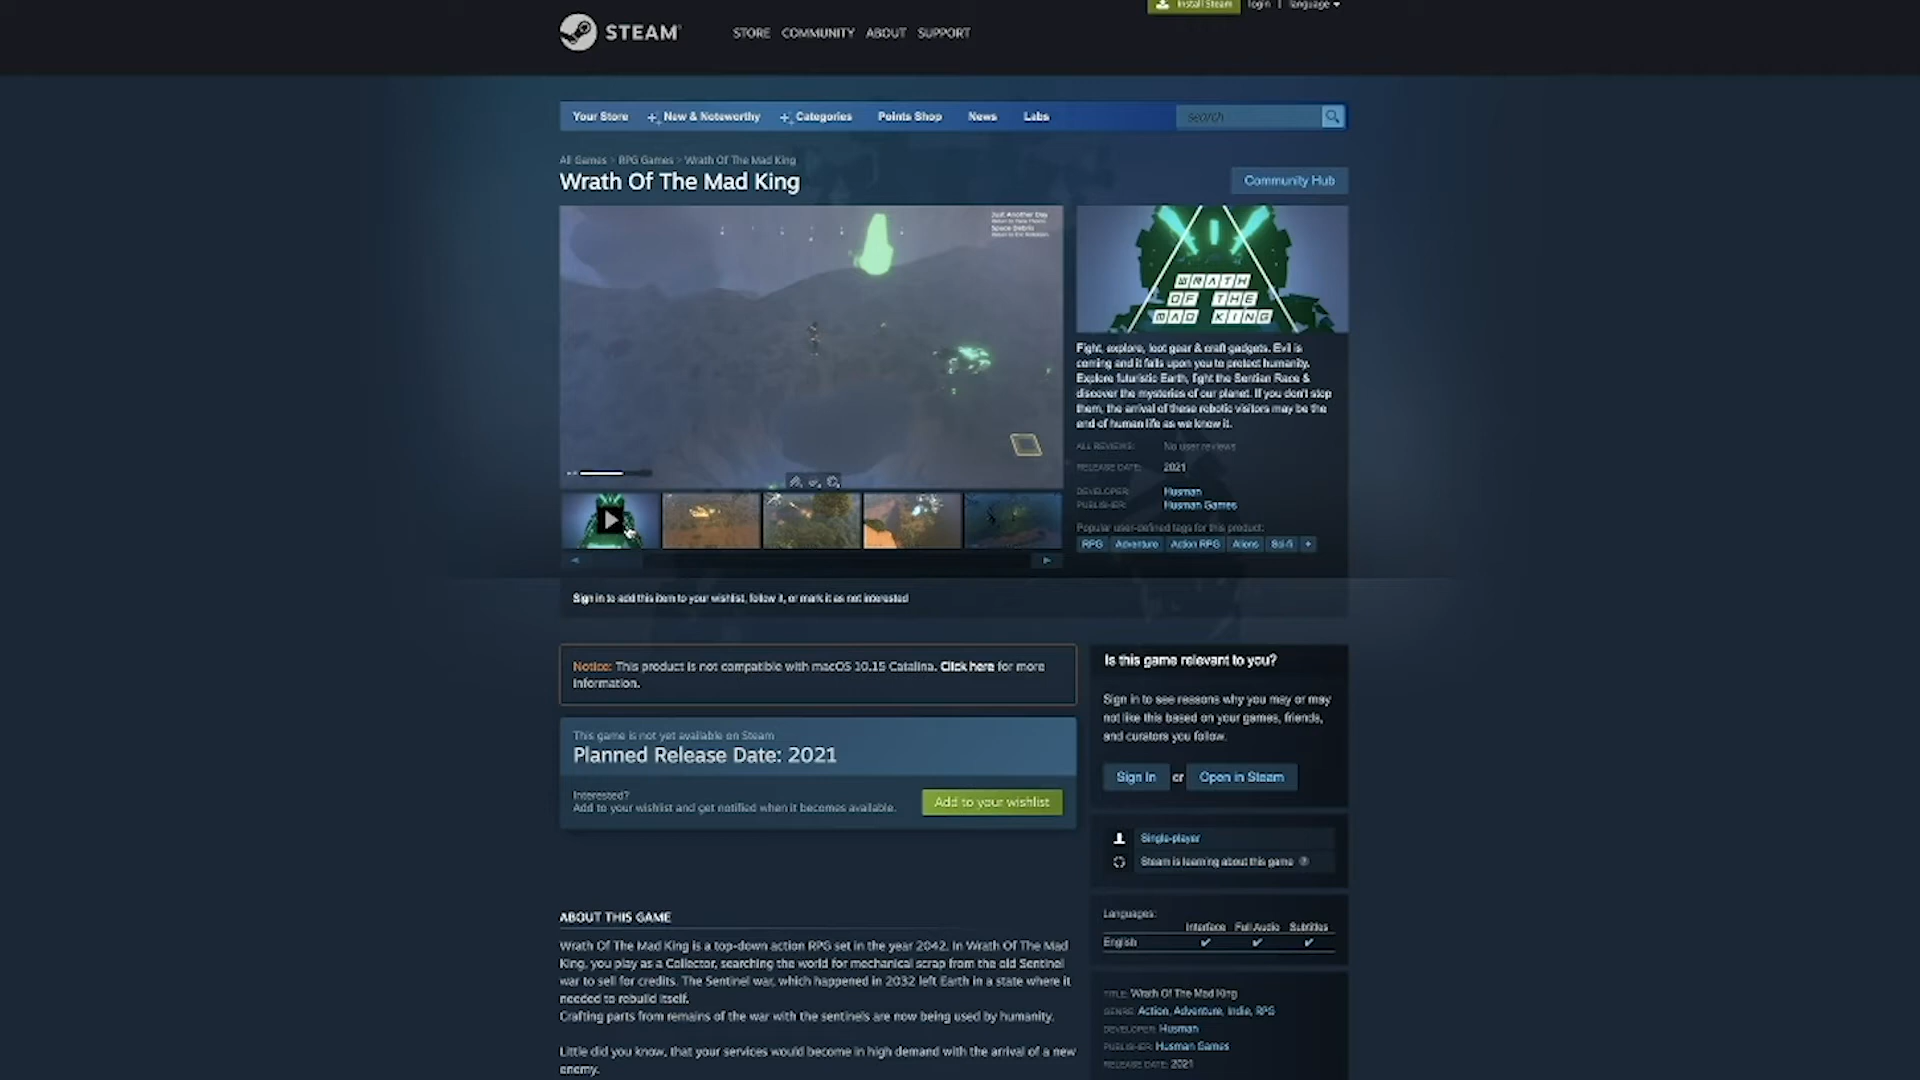 Install Steam login | language
STEAM
STORE COMMUNITY ABOUT SUPPORT
Your Store New & Noteworthy Categories Points Shop News Labs search
All Games > RPG Games > Wrath Of The Mad King
Wrath Of The Mad King
Community Hub
Just Another Day
Space Debris
WRATH
OF THE
MAD KING
Fight, explore, loot gear & craft gadgets. Evil is
coming and it falls upon you to protect humanity.
Explore futuristic Earth, fight the Sentian Race &
discover the mysteries of our planet. If you don't stop
them, the arrival of these robotic visitors may be the
end of human life as we know it.
ALL REVIEWS: No user reviews
RELEASE DATE: 2021
DEVELOPER: Husman
PUBLISHER: Husman Games
Popular user-defined tags for this product:
RPG Adventure Action RPG Aliens Sci-fi +
Sign in to add this item to your wishlist, follow it, or mark it as not interested
Notice: This product is not compatible with macOS 10.15 Catalina. Click here for more
information.
This game is not yet available on Steam
Planned Release Date: 2021
Interested?
Add to your wishlist and get notified when it becomes available.
Add to your wishlist
Is this game relevant to you?
Sign in to see reasons why you may or may
not like this based on your games, friends,
and curators you follow.
Sign In or Open in Steam
Single-player
Steam is learning about this game ?
Languages:
Interface Full Audio Subtitles
English ✔ ✔ ✔
ABOUT THIS GAME
Wrath Of The Mad King is a top-down action RPG set in the year 2042. In Wrath Of The Mad
King, you play as a Collector, searching the world for mechanical scrap from the old Sentinel
war to sell for credits. The Sentinel war, which happened in 2032 left Earth in a state where it
needed to rebuild itself.
Crafting parts from remains of the war with the sentinels are now being used by humanity.
Little did you know, that your services would become in high demand with the arrival of a new
enemy.
TITLE: Wrath Of The Mad King
GENRE: Action, Adventure, Indie, RPG
DEVELOPER: Husman
PUBLISHER: Husman Games
RELEASE DATE: 2021